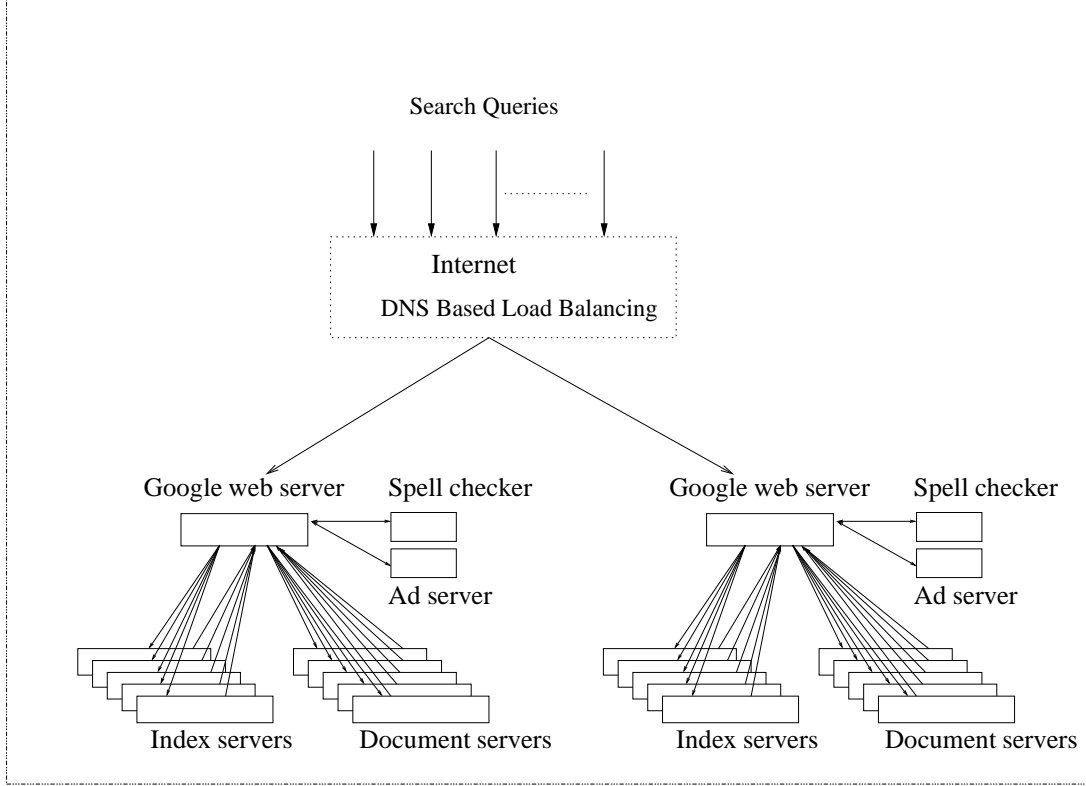 Search Queries
Internet
DNS Based Load Balancing
Google web server
Spell checker
Ad server
Index servers
Document servers
Google web server
Spell checker
Ad server
Index servers
Document servers